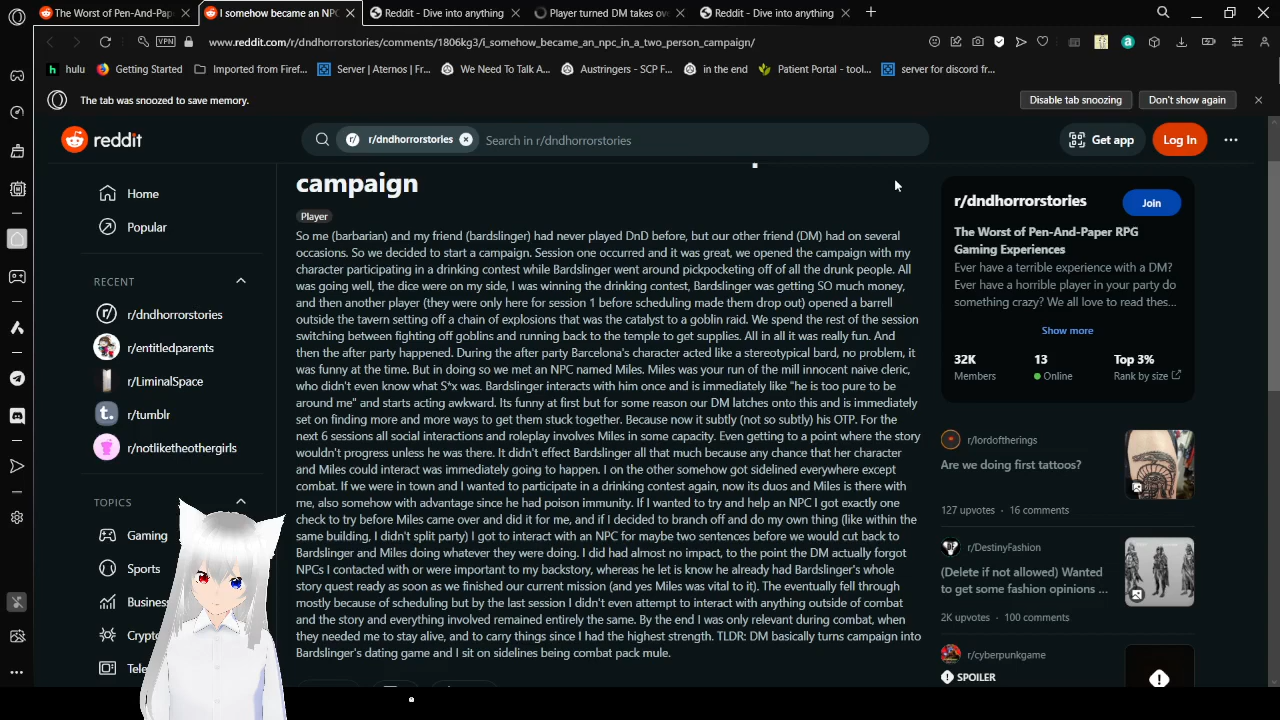 The Worst of Pen-And-Pape
I somehow became an NPC
Reddit - Dive into anything
Player turned DM takes ov
Reddit - Dive into anything
VPN
www.reddit.com/r/dndhorrorstories/comments/1806kg3/i_somehow_became_an_npc_in_a_two_person_campaign/
hulu
Getting Started
Imported from Firef...
Server | Aternos | Fr...
We Need To Talk A...
Austringers - SCP F...
in the end
Patient Portal - tool...
server for discord fr...
The tab was snoozed to save memory.
Disable tab snoozing
Don't show again
reddit
r/ r/dndhorrorstories
Search in r/dndhorrorstories
Get app
Log In
Home
Popular
RECENT
r/ r/dndhorrorstories
r/entitledparents
r/LiminalSpace
r/tumblr
r/notliketheothergirls
TOPICS
Gaming
Sports
Busines
Crypt
Tele
campaign
Player
So me (barbarian) and my friend (bardslinger) had never played DnD before, but our other friend (DM) had on several
occasions. So we decided to start a campaign. Session one occurred and it was great, we opened the campaign with my
character participating in a drinking contest while Bardslinger went around pickpocketing off of all the drunk people. All
was going well, the dice were on my side, I was winning the drinking contest, Bardslinger was getting SO much money,
and then another player (they were only here for session 1 before scheduling made them drop out) opened a barrell
outside the tavern setting off a chain of explosions that was the catalyst to a goblin raid. We spend the rest of the session
switching between fighting off goblins and running back to the temple to get supplies. All in all it was really fun. And
then the after party happened. During the after party Barcelona's character acted like a stereotypical bard, no problem, it
was funny at the time. But in doing so we met an NPC named Miles. Miles was your run of the mill innocent naive cleric,
who didn't even know what S*x was. Bardslinger interacts with him once and is immediately like "he is too pure to be
around me" and starts acting awkward. Its funny at first but for some reason our DM latches onto this and is immediately
set on finding more and more ways to get them stuck together. Because now it subtly (not so subtly) his OTP. For the
next 6 sessions all social interactions and roleplay involves Miles in some capacity. Even getting to a point where the story
wouldn't progress unless he was there. It didn't effect Bardslinger all that much because any chance that her character
and Miles could interact was immediately going to happen. I on the other somehow got sidelined everywhere except
combat. If we were in town and I wanted to participate in a drinking contest again, now its duos and Miles is there with
me, also somehow with advantage since he had poison immunity. If I wanted to try and help an NPC I got exactly one
check to try before Miles came over and did it for me, and if I decided to branch off and do my own thing (like within the
same building, I didn't split party) I got to interact with an NPC for maybe two sentences before we would cut back to
Bardslinger and Miles doing whatever they were doing. I did had almost no impact, to the point the DM actually forgot
NPCs I contacted with or were important to my backstory, whereas he let is know he already had Bardslinger's whole
story quest ready as soon as we finished our current mission (and yes Miles was vital to it). The eventually fell through
mostly because of scheduling but by the last session I didn't even attempt to interact with anything outside of combat
and the story and everything involved remained entirely the same. By the end I was only relevant during combat, when
they needed me to stay alive, and to carry things since I had the highest strength. TLDR: DM basically turns campaign into
Bardslinger's dating game and I sit on sidelines being combat pack mule.
r/dndhorrorstories
Join
The Worst of Pen-And-Paper RPG
Gaming Experiences
Ever have a terrible experience with a DM?
Ever have a horrible player in your party do
something crazy? We all love to read thes...
Show more
32K
Members
13
Online
Top 3%
Rank by size
r/lordoftherings
Are we doing first tattoos?
127 upvotes • 16 comments
r/DestinyFashion
(Delete if not allowed) Wanted
to get some fashion opinions ...
2K upvotes • 100 comments
r/cyberpunkgame
SPOILER